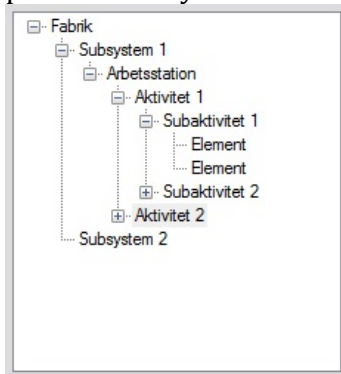 Fabrik
Subsystem 1
Arbetsstation
Aktivitet 1
Subaktivitet 1
Element
Element
Subaktivitet 2
Aktivitet 2
Subsystem 2